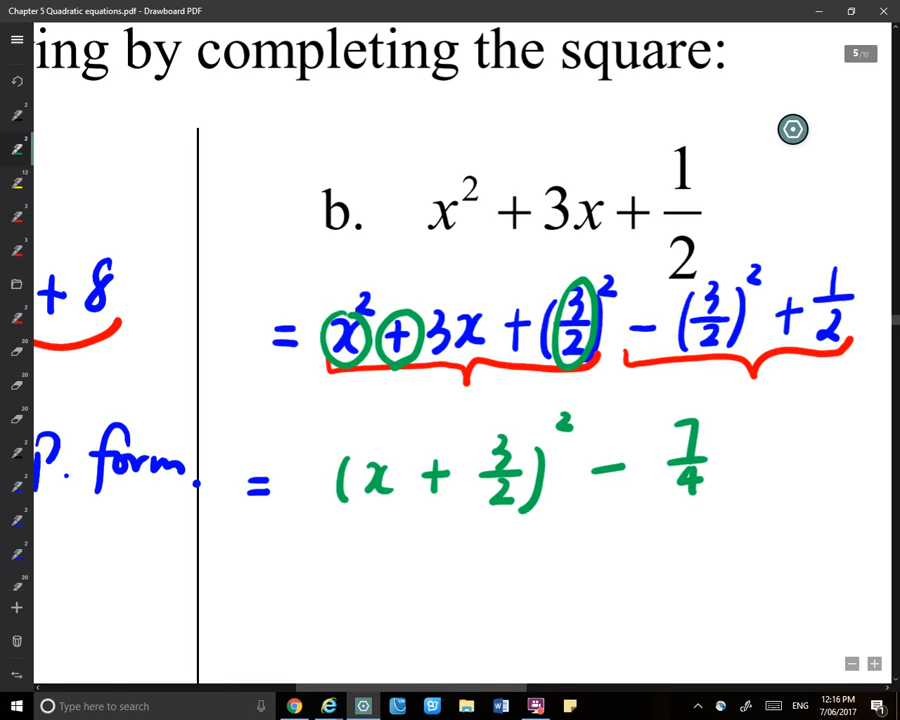 Chapter 5 Quadratic equations.pdf - Drawboard PDF
ing by completing the square:
5/
b. x² + 3x + 1/2
+ 8
= x² + 3x + (3/2)² - (3/2)² + 1/2
P. form.
= (x + 3/2)² - 7/4
Type here to search
ENG
12:16 PM
7/06/2017